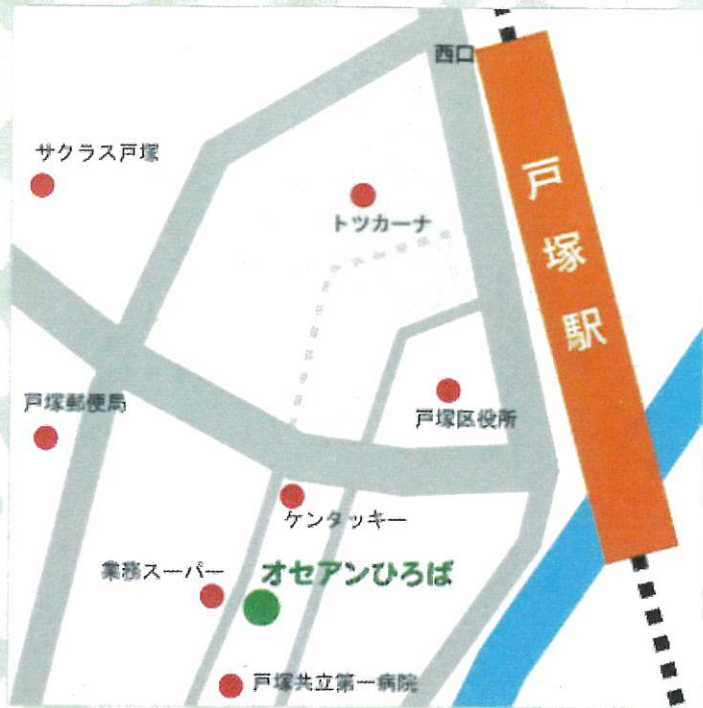 西口
サクラス戸塚
戸塚駅
トツカーナ
戸塚郵便局
戸塚区役所
ケンタッキー
業務スーパー
オセアンひろば
戸塚共立第一病院